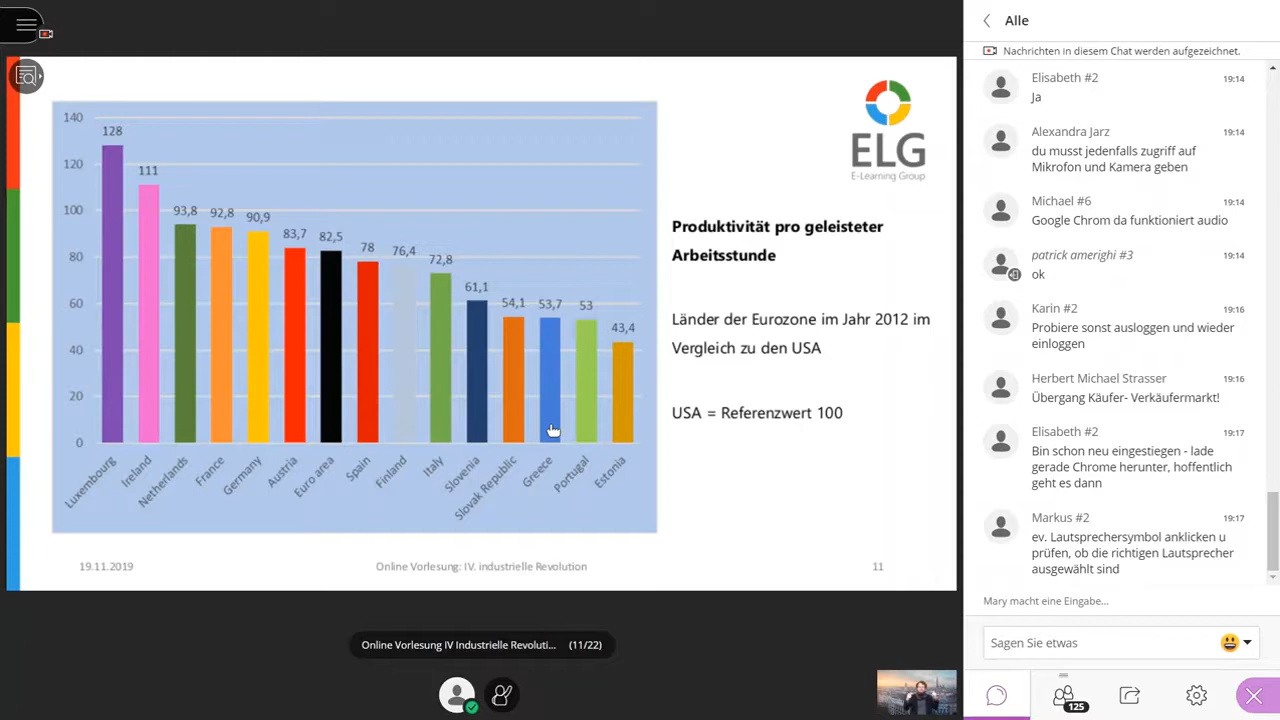 140
120
100
80
60
40
20
0
128
111
93,8
92,8
90,9
83,7
82,5
78
76,4
72,8
61,1
54,1
53,7
53
43,4
Luxembourg
Ireland
Netherlands
France
Germany
Austria
Euro area
Spain
Finland
Italy
Slovenia
Slovak Republic
Greece
Portugal
Estonia
ELG
E-Learning Group
Produktivität pro geleisteter
Arbeitsstunde
Länder der Eurozone im Jahr 2012 im
Vergleich zu den USA
USA = Referenzwert 100
19.11.2019
Online Vorlesung: IV. industrielle Revolution
11
Online Vorlesung IV Industrielle Revoluti... (11/22)
Alle
Nachrichten in diesem Chat werden aufgezeichnet.
Elisabeth #2 19:14
Ja
Alexandra Jarz 19:14
du musst jedenfalls zugriff auf
Mikrofon und Kamera geben
Michael #6 19:14
Google Chrom da funktioniert audio
patrick amerighi #3 19:14
ok
Karin #2 19:16
Probiere sonst ausloggen und wieder
einloggen
Herbert Michael Strasser 19:16
Übergang Käufer- Verkäufermarkt!
Elisabeth #2 19:17
Bin schon neu eingestiegen - lade
gerade Chrome herunter, hoffentlich
geht es dann
Markus #2 19:17
ev. Lautsprechersymbol anklicken u
prüfen, ob die richtigen Lautsprecher
ausgewählt sind
Mary macht eine Eingabe...
Sagen Sie etwas
125